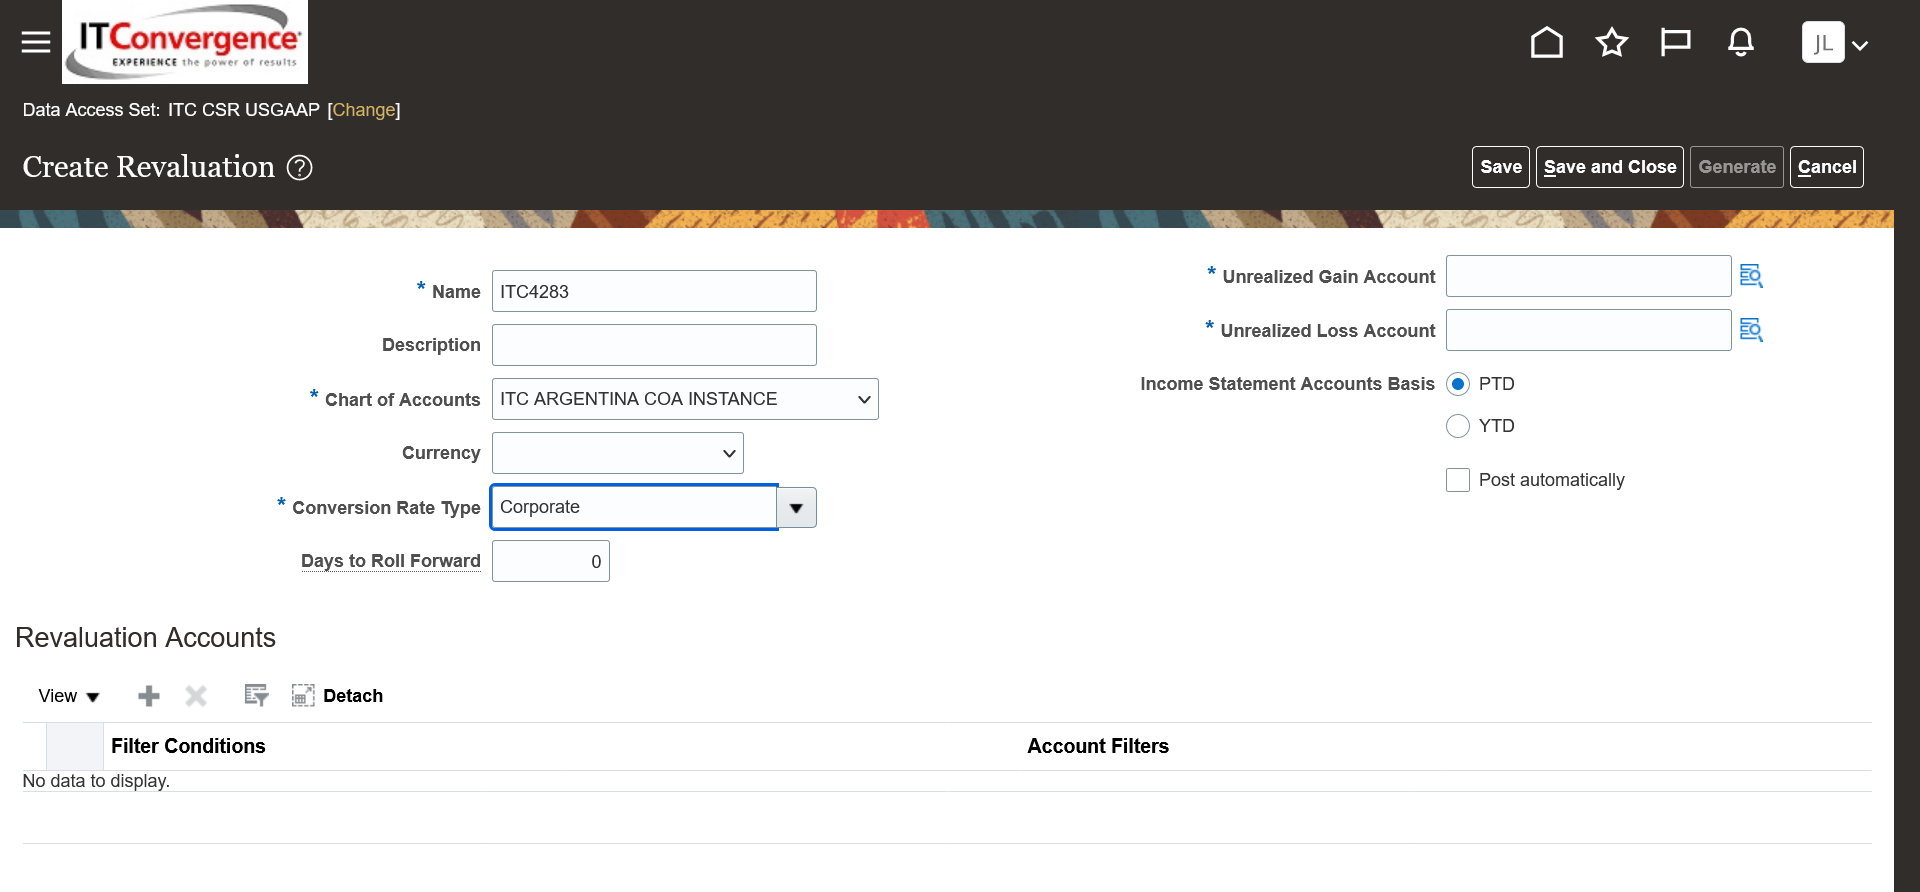 ITConvergence
EXPERIENCE the power of results
JL
Data Access Set: ITC CSR USGAAP [Change]
Create Revaluation ?
Save
Save and Close
Generate
Cancel
* Name ITC4283
Description
* Chart of Accounts ITC ARGENTINA COA INSTANCE
Currency
* Conversion Rate Type Corporate
Days to Roll Forward 0
* Unrealized Gain Account
* Unrealized Loss Account
Income Statement Accounts Basis PTD
YTD
Post automatically
Revaluation Accounts
View Detach
Filter Conditions Account Filters
No data to display.